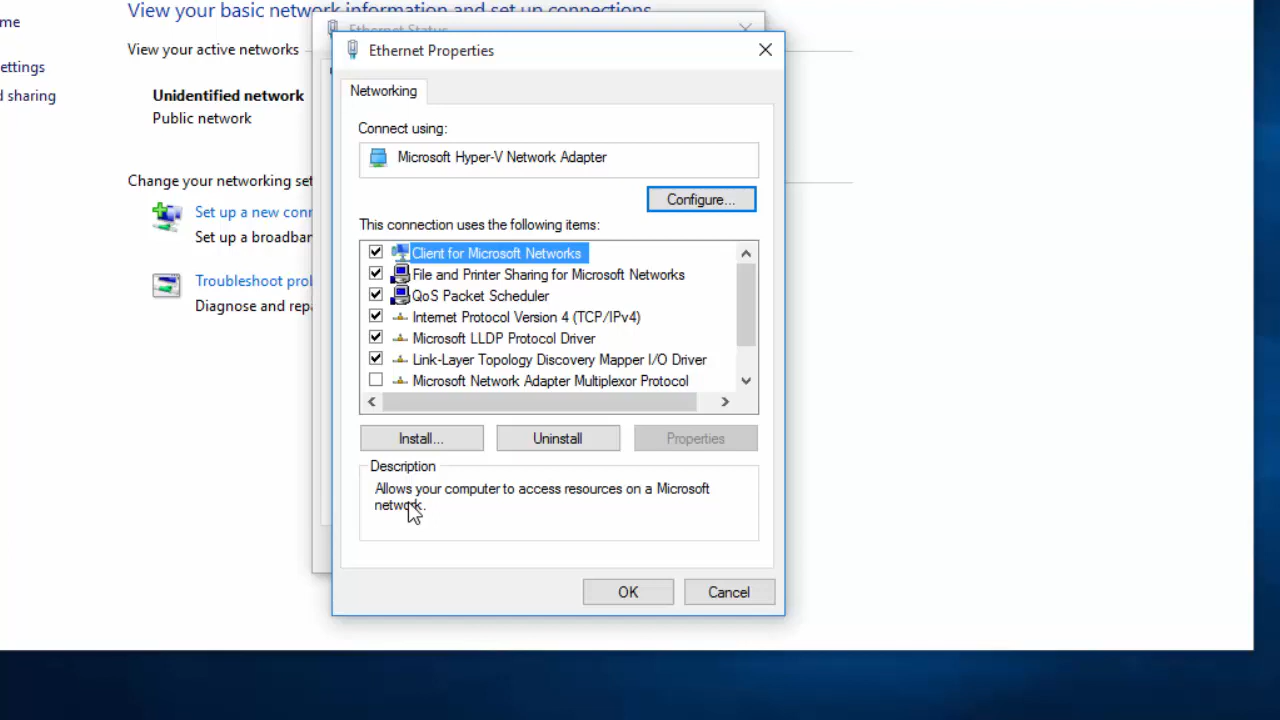 View your basic network information and set up connections
me
Ethernet Status
View your active networks
Ethernet Properties
ettings
d sharing
Networking
Unidentified network
Public network
Connect using:
Microsoft Hyper-V Network Adapter
Change your networking set
Configure...
Set up a new conn
Set up a broadban
This connection uses the following items:
Client for Microsoft Networks
File and Printer Sharing for Microsoft Networks
QoS Packet Scheduler
Internet Protocol Version 4 (TCP/IPv4)
Microsoft LLDP Protocol Driver
Link-Layer Topology Discovery Mapper I/O Driver
Microsoft Network Adapter Multiplexor Protocol
Troubleshoot prol
Diagnose and repa
Install...
Uninstall
Properties
Description
Allows your computer to access resources on a Microsoft
network.
OK
Cancel